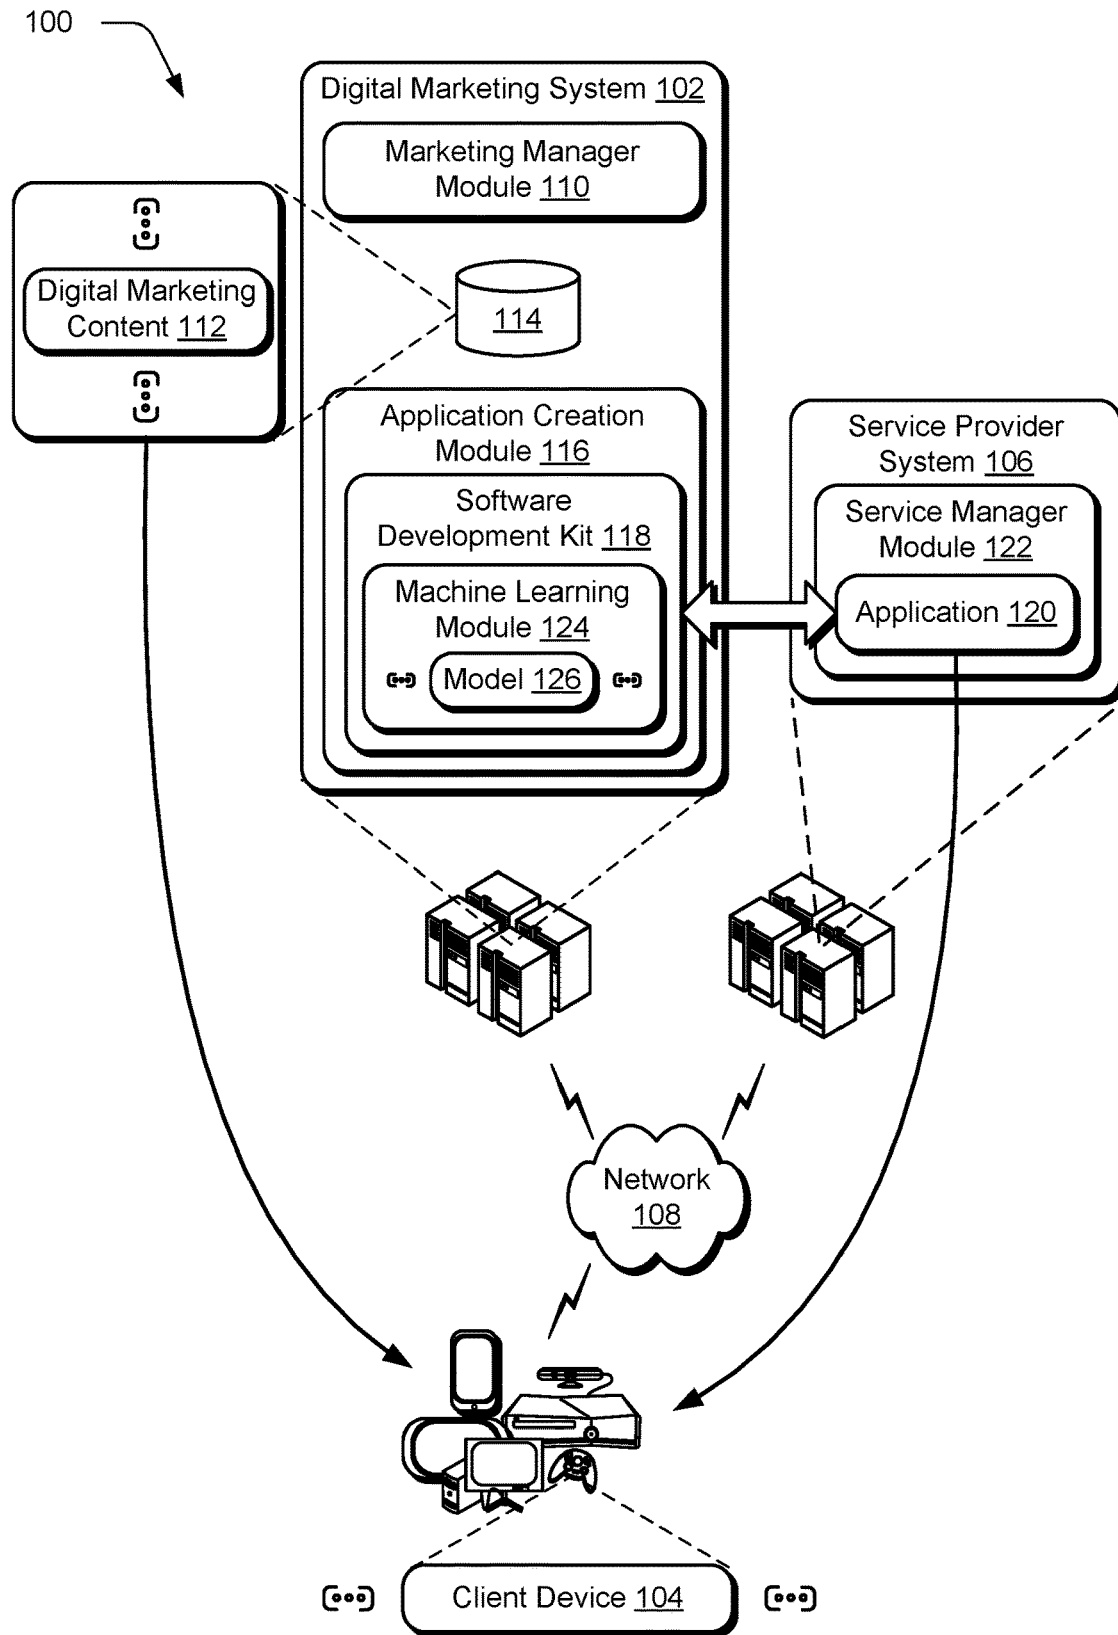 100
Digital Marketing System 102
Marketing Manager
Module 110
Digital Marketing
Content 112
114
Application Creation
Module 116
Software
Development Kit 118
Machine Learning
Module 124
Model 126
Service Provider
System 106
Service Manager
Module 122
Application 120
Network
108
Client Device 104